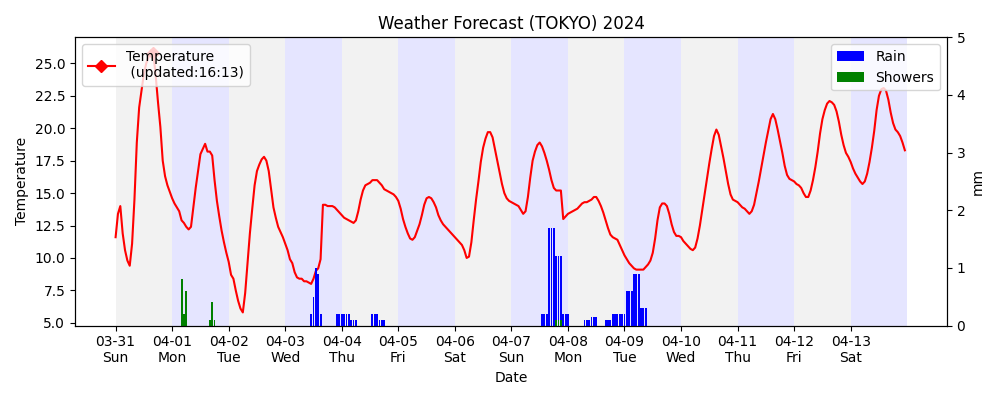 Weather Forecast (TOKYO) 2024
Temperature
(updated:16:13)
Rain
Showers
Temperature
25.0
22.5
20.0
17.5
15.0
12.5
10.0
7.5
5.0
5
4
3
2
1
0
mm
03-31 04-01 04-02 04-03 04-04 04-05 04-06 04-07 04-08 04-09 04-10 04-11 04-12 04-13
Sun Mon Tue Wed Thu Fri Sat Sun Mon Tue Wed Thu Fri Sat
Date